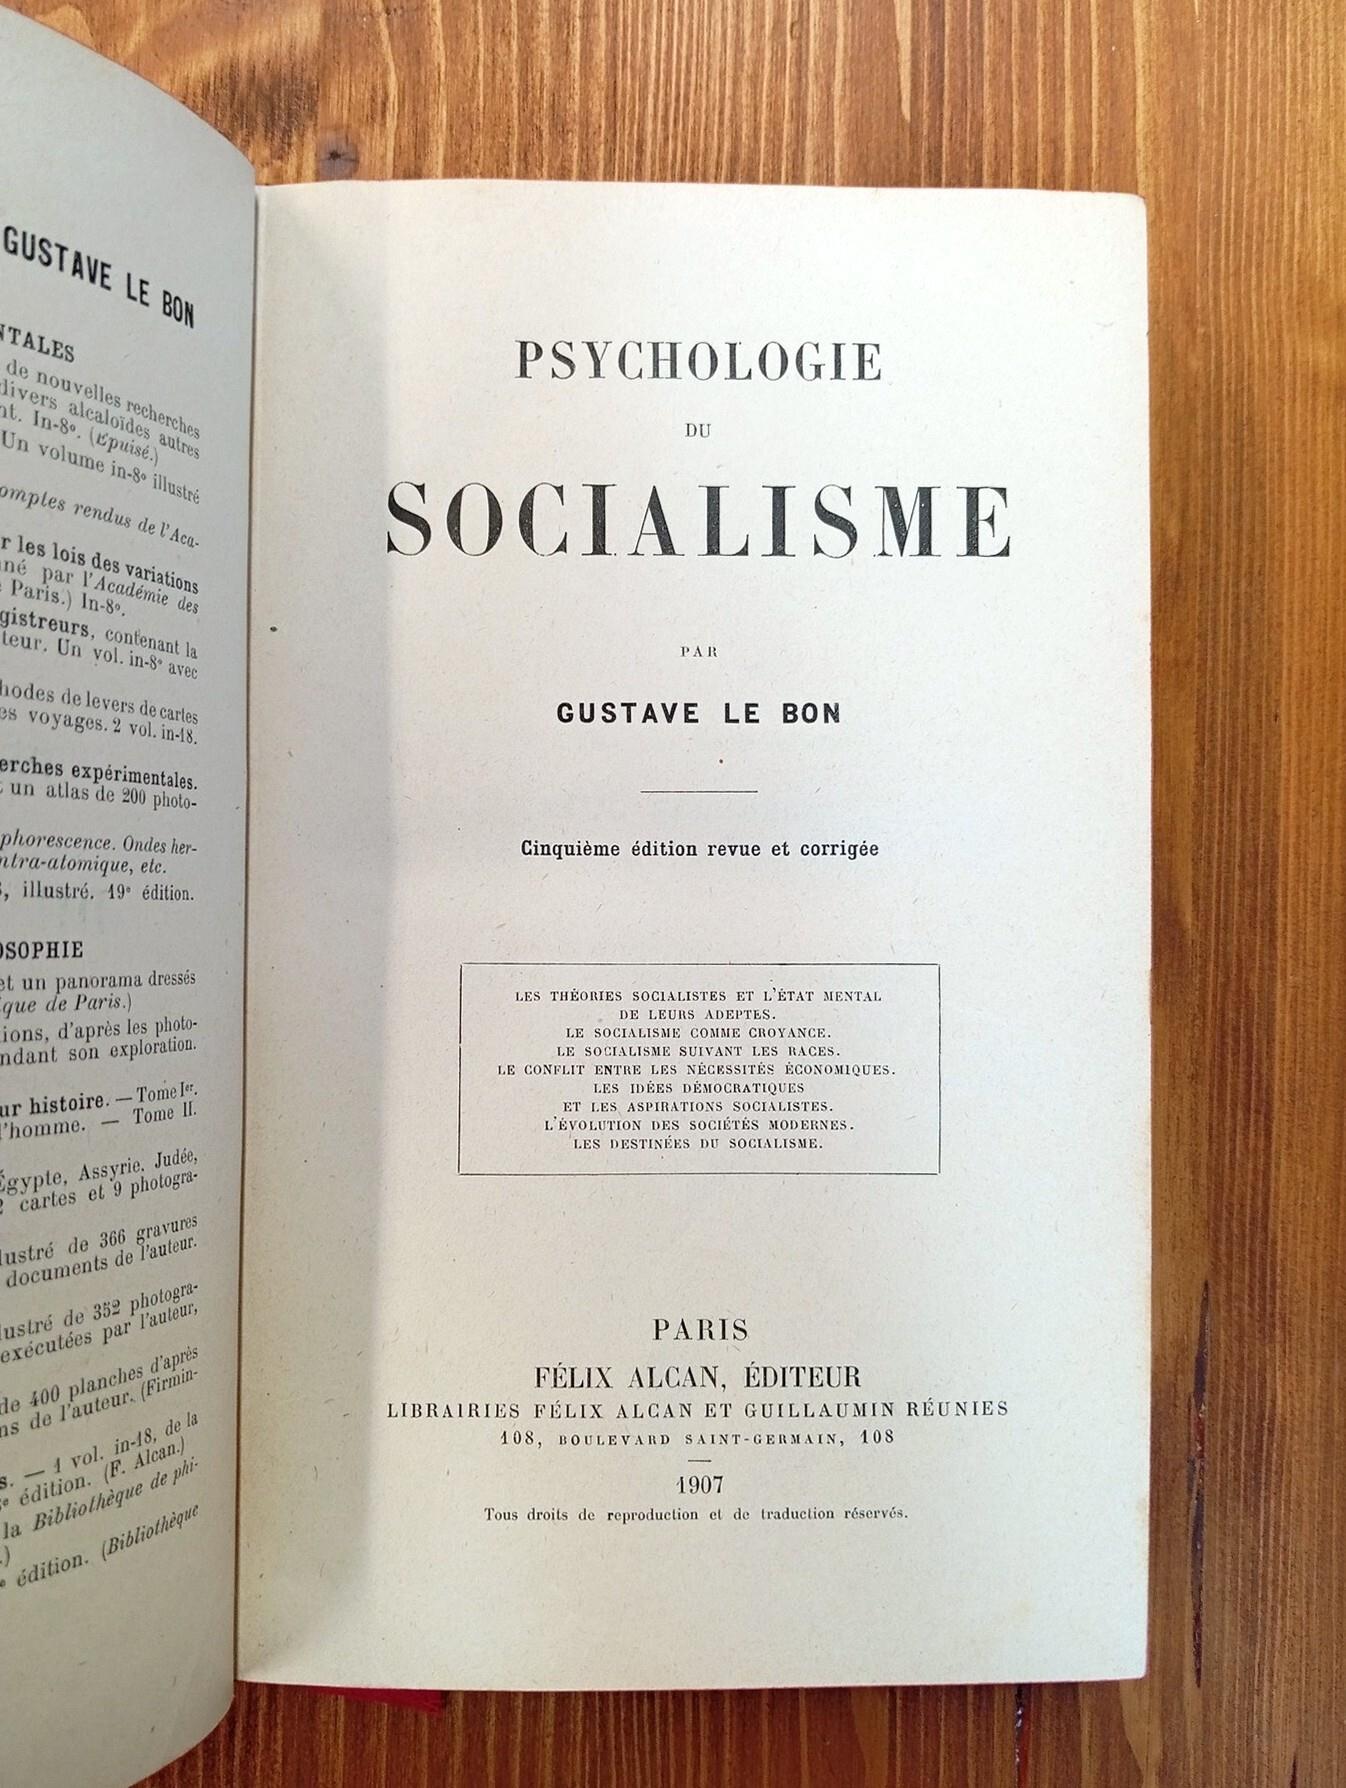 GUSTAVE LE BON
NTALES
de nouvelles recherches
divers alcaloïdes autres
nt. In-8°. (Épuisé.)
Un volume in-8° illustré
omptes rendus de l'Aca-
r les lois des variations
né par l'Académie des
Paris.) In-8°.
gistreurs, contenant la
teur. Un vol. in-8° avec
hodes de levers de cartes
es voyages. 2 vol. in-18.
erches expérimentales.
t un atlas de 200 photo-
phorescence. Ondes her-
ntra-atomique, etc.
, illustré. 19e édition.
OSOPHIE
et un panorama dressés
ique de Paris.)
ions, d'après les photo-
ndant son exploration.
ur histoire. — Tome Ier.
l'homme. — Tome II.
Égypte, Assyrie. Judée,
2 cartes et 9 photogra-
lustré de 366 gravures
documents de l'auteur.
lustré de 352 photogra-
exécutées par l'auteur,
de 400 planches d'après
ns de l'auteur. (Firmin-
s. — 1 vol. in-18, de la
e édition. (F. Alcan.)
la Bibliothèque de phi-
.)
e édition. (Bibliothèque
PSYCHOLOGIE
DU
SOCIALISME
PAR
GUSTAVE LE BON
Cinquième édition revue et corrigée
LES THÉORIES SOCIALISTES ET L'ÉTAT MENTAL
DE LEURS ADEPTES.
LE SOCIALISME COMME CROYANCE.
LE SOCIALISME SUIVANT LES RACES.
LE CONFLIT ENTRE LES NÉCESSITÉS ÉCONOMIQUES.
LES IDÉES DÉMOCRATIQUES
ET LES ASPIRATIONS SOCIALISTES.
L'ÉVOLUTION DES SOCIÉTÉS MODERNES.
LES DESTINÉES DU SOCIALISME.
PARIS
FÉLIX ALCAN, ÉDITEUR
LIBRAIRIES FÉLIX ALCAN ET GUILLAUMIN RÉUNIES
108, BOULEVARD SAINT-GERMAIN, 108
1907
Tous droits de reproduction et de traduction réservés.